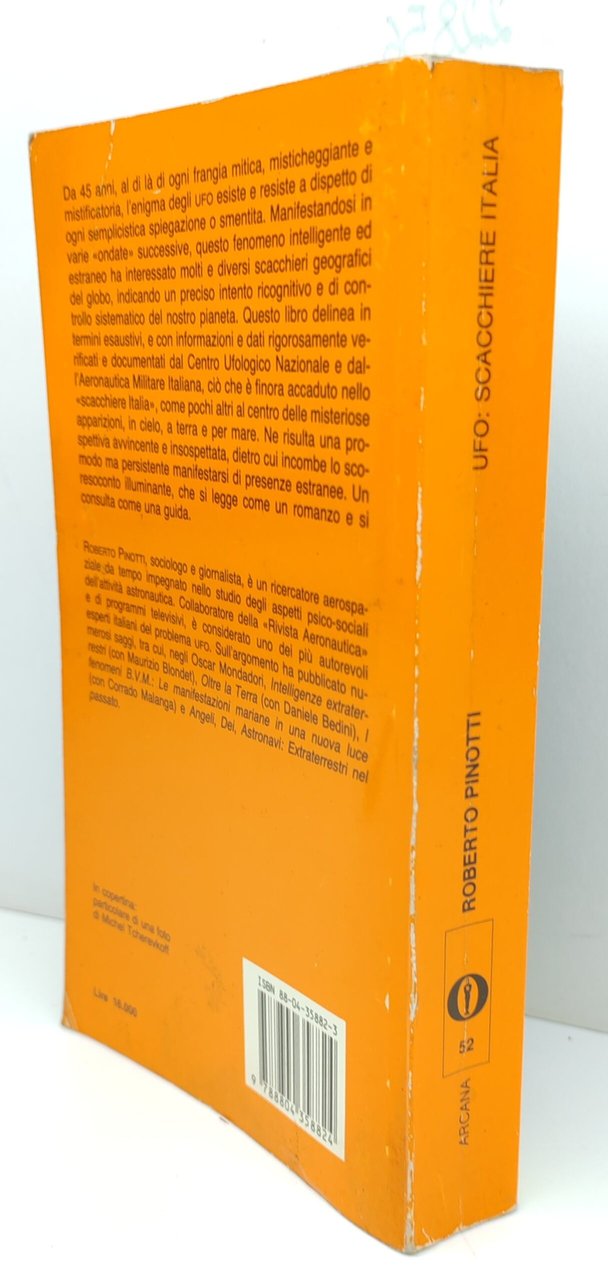 Da 45 anni, al di là di ogni frangia mitica, misticheggiante e
mistificatoria, l'enigma degli UFO esiste e resiste a dispetto di
ogni semplicistica spiegazione o smentita. Manifestandosi in
varie «ondate» successive, questo fenomeno intelligente ed
estraneo ha interessato molti e diversi scacchieri geografici
del globo, indicando un preciso intento ricognitivo e di con-
trollo sistematico del nostro pianeta. Questo libro delinea in
termini esaustivi, e con informazioni e dati rigorosamente ve-
rificati e documentati dal Centro Ufologico Nazionale e dal-
l'Aeronautica Militare Italiana, ciò che è finora accaduto nello
«scacchiere Italia», come pochi altri al centro delle misteriose
apparizioni, in cielo, a terra e per mare. Ne risulta una pro-
spettiva avvincente e insospettata, dietro cui incombe lo sco-
modo ma persistente manifestarsi di presenze estranee. Un
resoconto illuminante, che si legge come un romanzo e si
consulta come una guida.
ROBERTO PINOTTI, sociologo e giornalista, è un ricercatore aerospa-
ziale da tempo impegnato nello studio degli aspetti psico-sociali
dell'attività astronautica. Collaboratore della «Rivista Aeronautica»
e di programmi televisivi, è considerato uno dei più autorevoli
esperti italiani del problema UFO. Sull'argomento ha pubblicato nu-
merosi saggi, tra cui, negli Oscar Mondadori, Intelligenze extrater-
restri (con Maurizio Blondet), Oltre la Terra (con Daniele Bedini), I
fenomeni B.V.M.: Le manifestazioni mariane in una nuova luce
(con Corrado Malanga) e Angeli, Dei, Astronavi: Extraterrestri nel
passato.
In copertina:
particolare di una foto
di Michel Tcherevkoff
Lire 16.000
ISBN 88-04-35882-3
9 788804 358824
UFO: SCACCHIERE ITALIA
ROBERTO PINOTTI
52
ARCANA